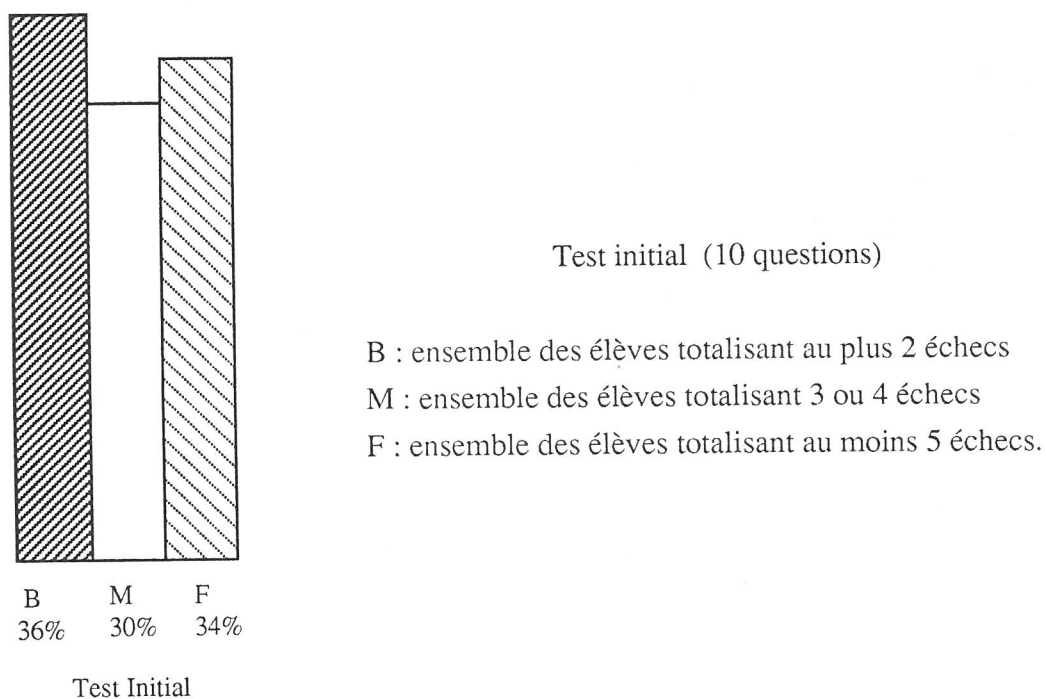 Test initial (10 questions)
B : ensemble des élèves totalisant au plus 2 échecs
M : ensemble des élèves totalisant 3 ou 4 échecs
F : ensemble des élèves totalisant au moins 5 échecs.
B M F
36% 30% 34%
Test Initial